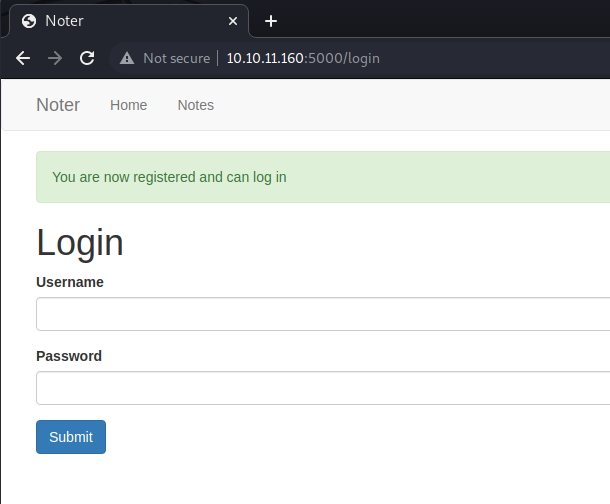 Noter
Not secure 10.10.11.160:5000/login
Noter Home Notes
You are now registered and can log in
Login
Username
Password
Submit